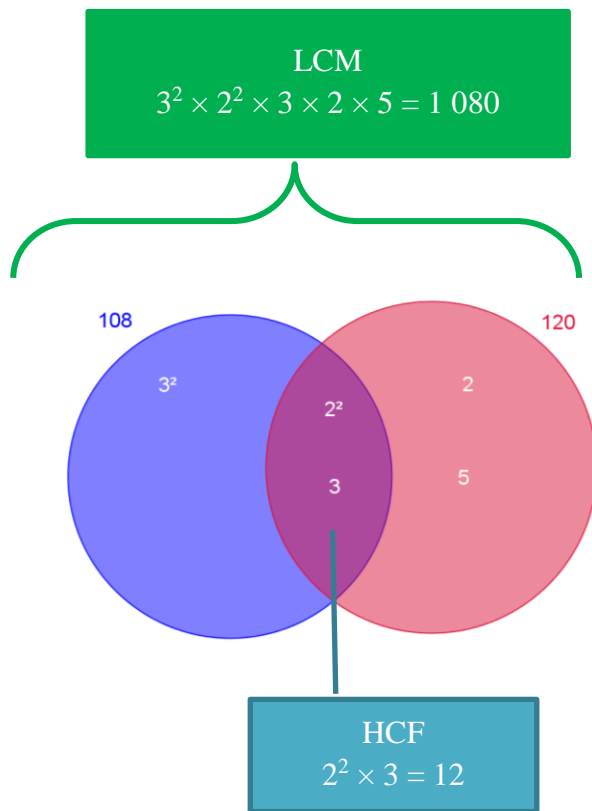 LCM
3² × 2² × 3 × 2 × 5 = 1 080
108
120
3²
2
2²
3
5
HCF
2² × 3 = 12